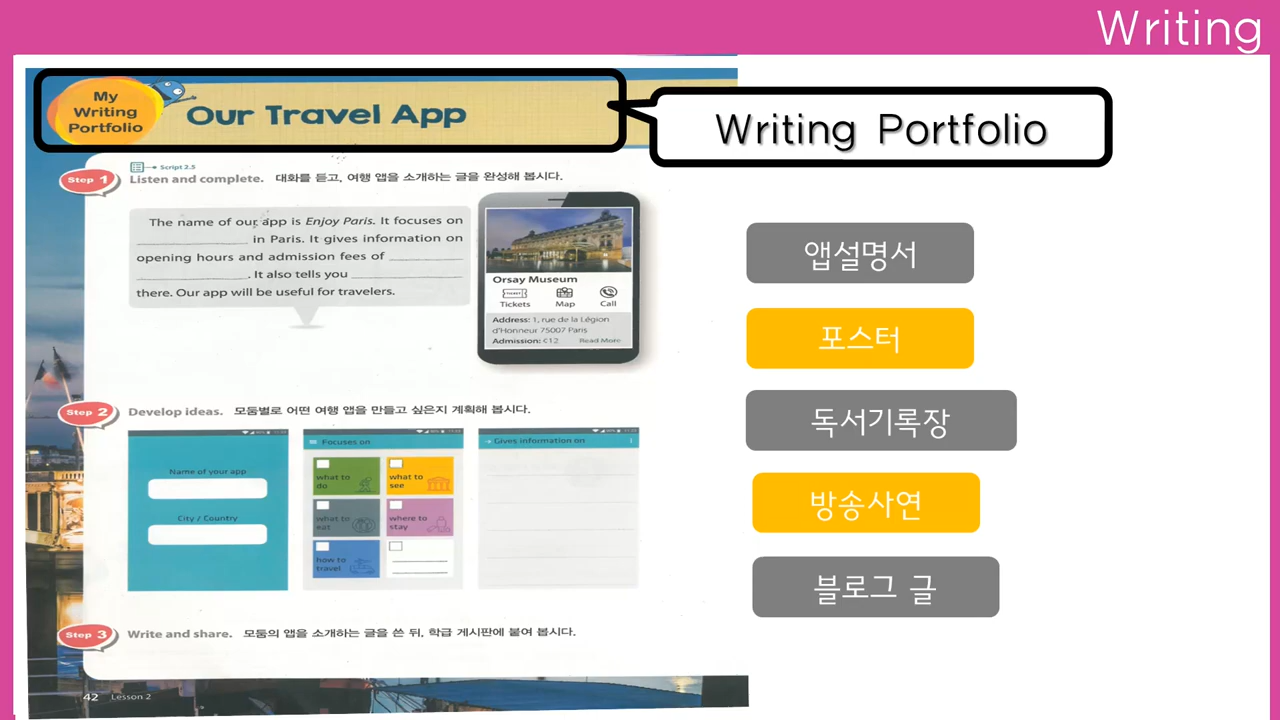 Writing
My
Writing
Portfolio
Our Travel App
Writing Portfolio
Script 2.5
Step 1 Listen and complete. 대화를 듣고, 여행 앱을 소개하는 글을 완성해 봅시다.
The name of our app is Enjoy Paris. It focuses on
____________ in Paris. It gives information on
opening hours and admission fees of ________
____________. It also tells you ____________
there. Our app will be useful for travelers.
Orsay Museum
Tickets Map Call
Address: 1, rue de la Légion
d'Honneur 75007 Paris
Admission: €12 Read More
Step 2 Develop ideas. 모둠별로 어떤 여행 앱을 만들고 싶은지 계획해 봅시다.
Name of your app
City / Country
Focuses on
what to
do
what to
see
what to
eat
where to
stay
how to
travel
Gives information on
Step 3 Write and share. 모둠의 앱을 소개하는 글을 쓴 뒤, 학급 게시판에 붙여 봅시다.
42 Lesson 2
앱설명서
포스터
독서기록장
방송사연
블로그 글